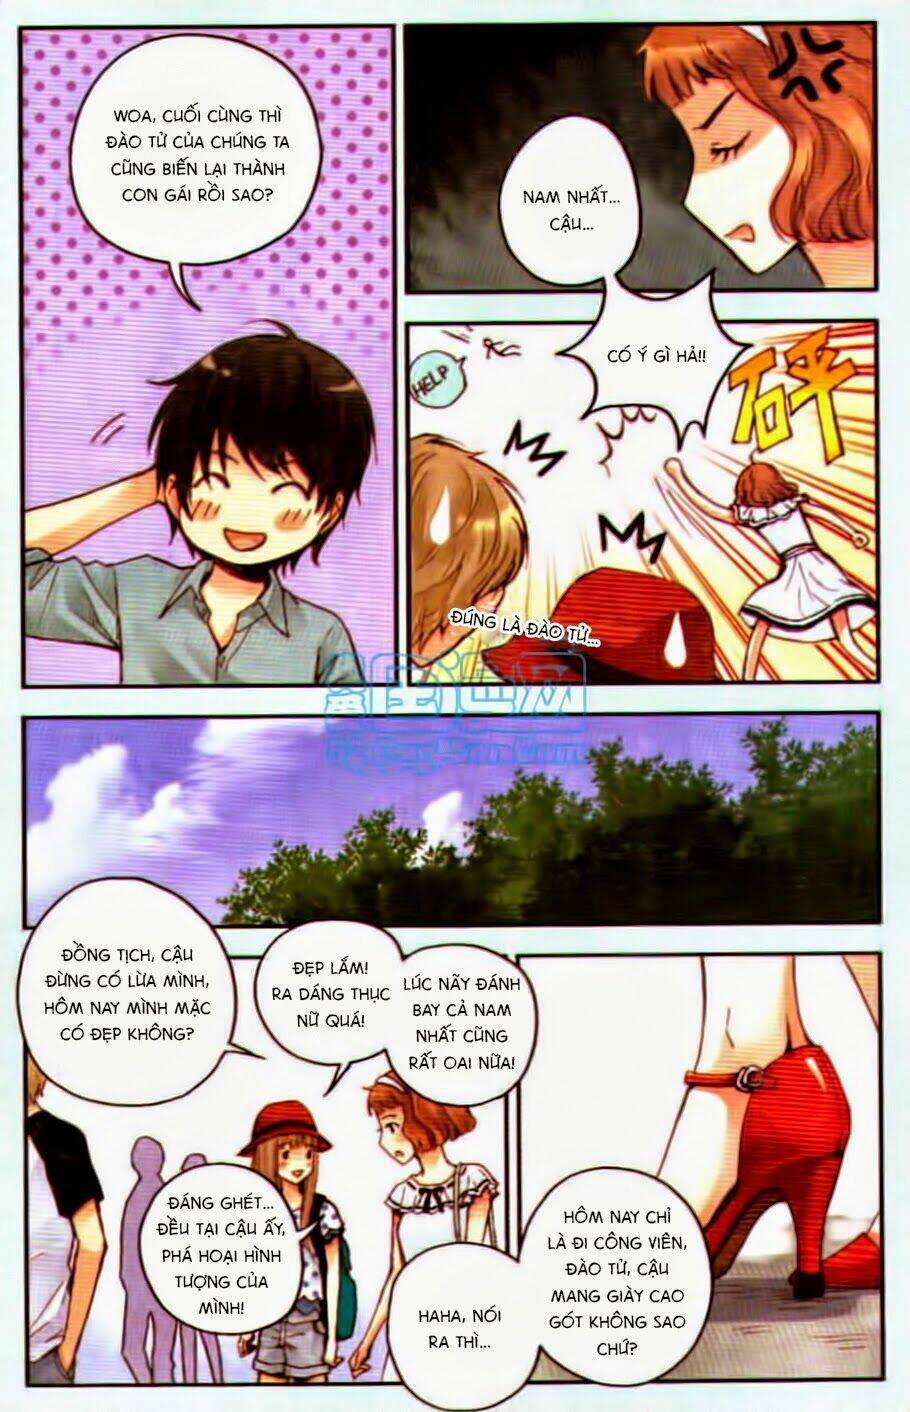 WOA, CUỐI CÙNG THÌ
ĐÀO TỬ CỦA CHÚNG TA
CŨNG BIẾN LẠI THÀNH
CON GÁI RỒI SAO?
NAM NHẤT...
CẬU...
CÓ Ý GÌ HẢ!!
HELP
砰
ĐÚNG LÀ ĐÀO TỬ...
ĐỒNG TỊCH, CẬU
ĐỪNG CÓ LỪA MÌNH,
HÔM NAY MÌNH MẶC
CÓ ĐẸP KHÔNG?
ĐẸP LẮM!
RA DÁNG THỤC
NỮ QUÁ!
LÚC NÃY ĐÁNH
BAY CẢ NAM
NHẤT CŨNG
RẤT OAI NỮA!
ĐÁNG GHÉT...
ĐỀU TẠI CẬU ẤY,
PHÁ HOẠI HÌNH
TƯỢNG CỦA
MÌNH!
HAHA, NÓI
RA THÌ...
HÔM NAY CHỈ
LÀ ĐI CÔNG VIÊN,
ĐÀO TỬ, CẬU
MANG GIÀY CAO
GÓT KHÔNG SAO
CHỨ?